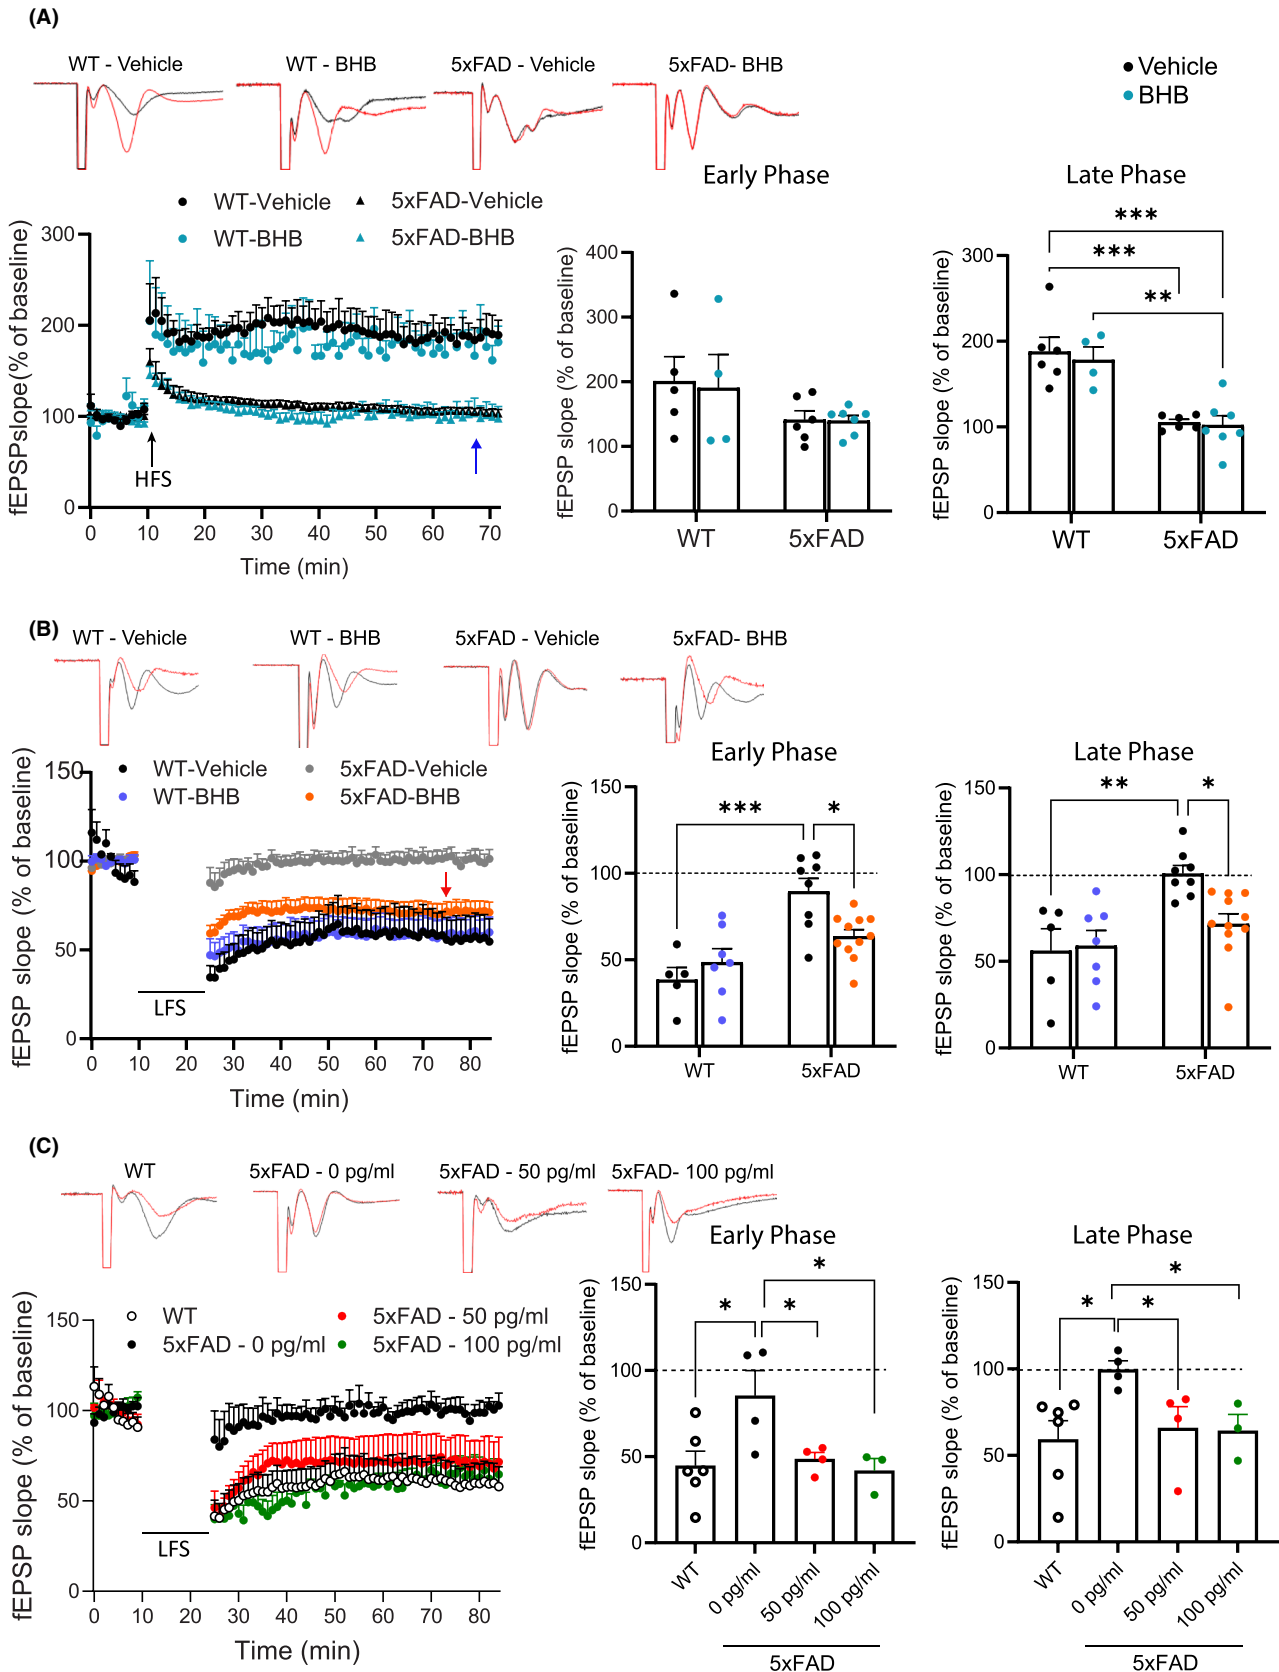 (A)
WT - Vehicle
WT - BHB
5xFAD - Vehicle
5xFAD- BHB
Vehicle
BHB
WT-Vehicle
5xFAD-Vehicle
WT-BHB
5xFAD-BHB
fEPSPslope(% of baseline)
300
200
100
0
HFS
0 10 20 30 40 50 60 70
Time (min)
Early Phase
fEPSP slope (% of baseline)
400
300
200
100
0
WT
5xFAD
Late Phase
fEPSP slope (% of baseline)
300
200
100
0
***
***
**
WT
5xFAD
(B)
WT - Vehicle
WT - BHB
5xFAD - Vehicle
5xFAD- BHB
WT-Vehicle
5xFAD-Vehicle
WT-BHB
5xFAD-BHB
fEPSP slope (% of baseline)
150
100
50
0
LFS
0 10 20 30 40 50 60 70 80
Time (min)
Early Phase
fEPSP slope (% of baseline)
150
100
50
0
***
*
WT
5xFAD
Late Phase
fEPSP slope (% of baseline)
150
100
50
0
**
*
WT
5xFAD
(C)
WT
5xFAD - 0 pg/ml
5xFAD - 50 pg/ml
5xFAD- 100 pg/ml
WT
5xFAD - 50 pg/ml
5xFAD - 0 pg/ml
5xFAD - 100 pg/ml
fEPSP slope (% of baseline)
150
100
50
0
LFS
0 10 20 30 40 50 60 70 80
Time (min)
Early Phase
fEPSP slope (% of baseline)
150
100
50
0
*
*
*
WT
0 pg/ml
50 pg/ml
100 pg/ml
5xFAD
Late Phase
fEPSP slope (% of baseline)
150
100
50
0
*
*
*
WT
0 pg/ml
50 pg/ml
100 pg/ml
5xFAD